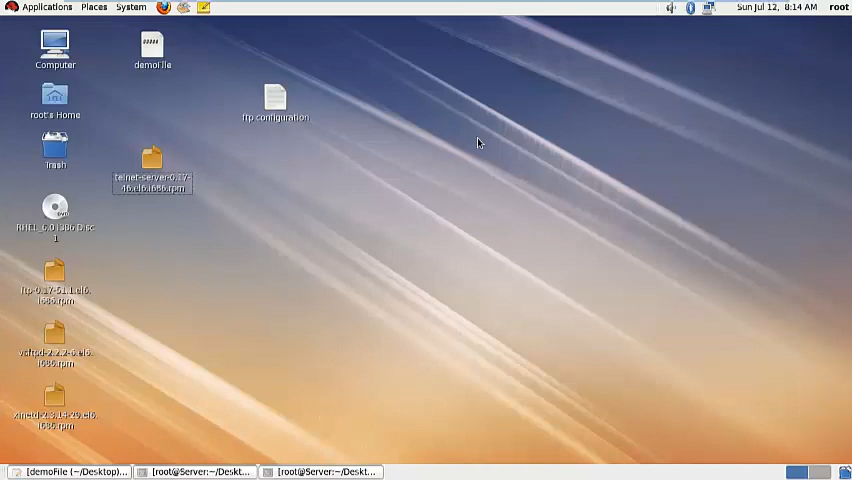 Applications Places System
Sun Jul 12, 8:14 AM root
Computer
demoFile
root's Home
ftp configuration
Trash
telnet-server-0.17-
46.el6.i686.rpm
RHEL_6.0 i386 Disc
1
ftp-0.17-51.1.el6.
i686.rpm
vsftpd-2.2.2-6.el6.
i686.rpm
xinetd-2.3.14-29.el6.
i686.rpm
[demoFile (~/Desktop)...
[root@Server:~/Deskt...
[root@Server:~/Deskt...